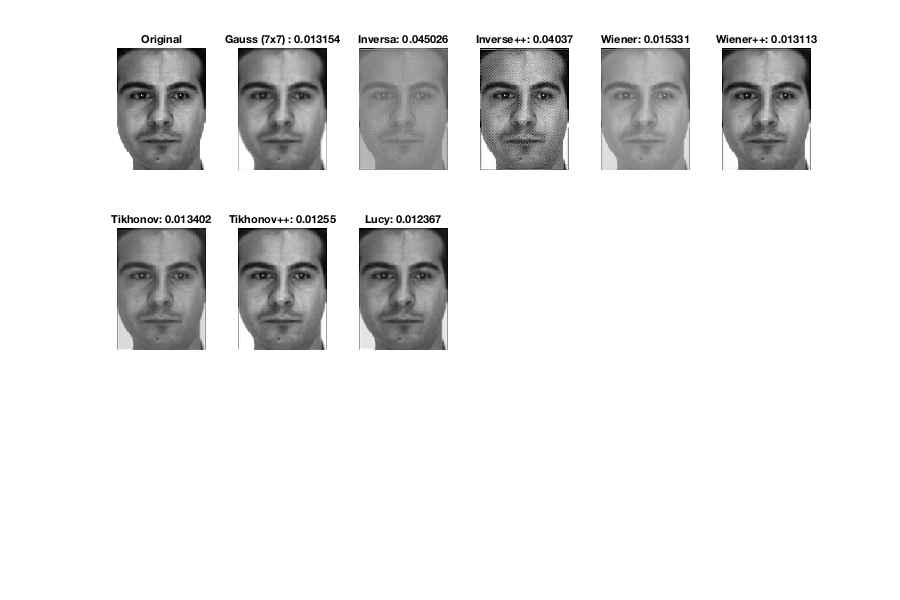 Original
Gauss (7x7) : 0.013154
Inversa: 0.045026
Inverse++: 0.04037
Wiener: 0.015331
Wiener++: 0.013113
Tikhonov: 0.013402
Tikhonov++: 0.01255
Lucy: 0.012367